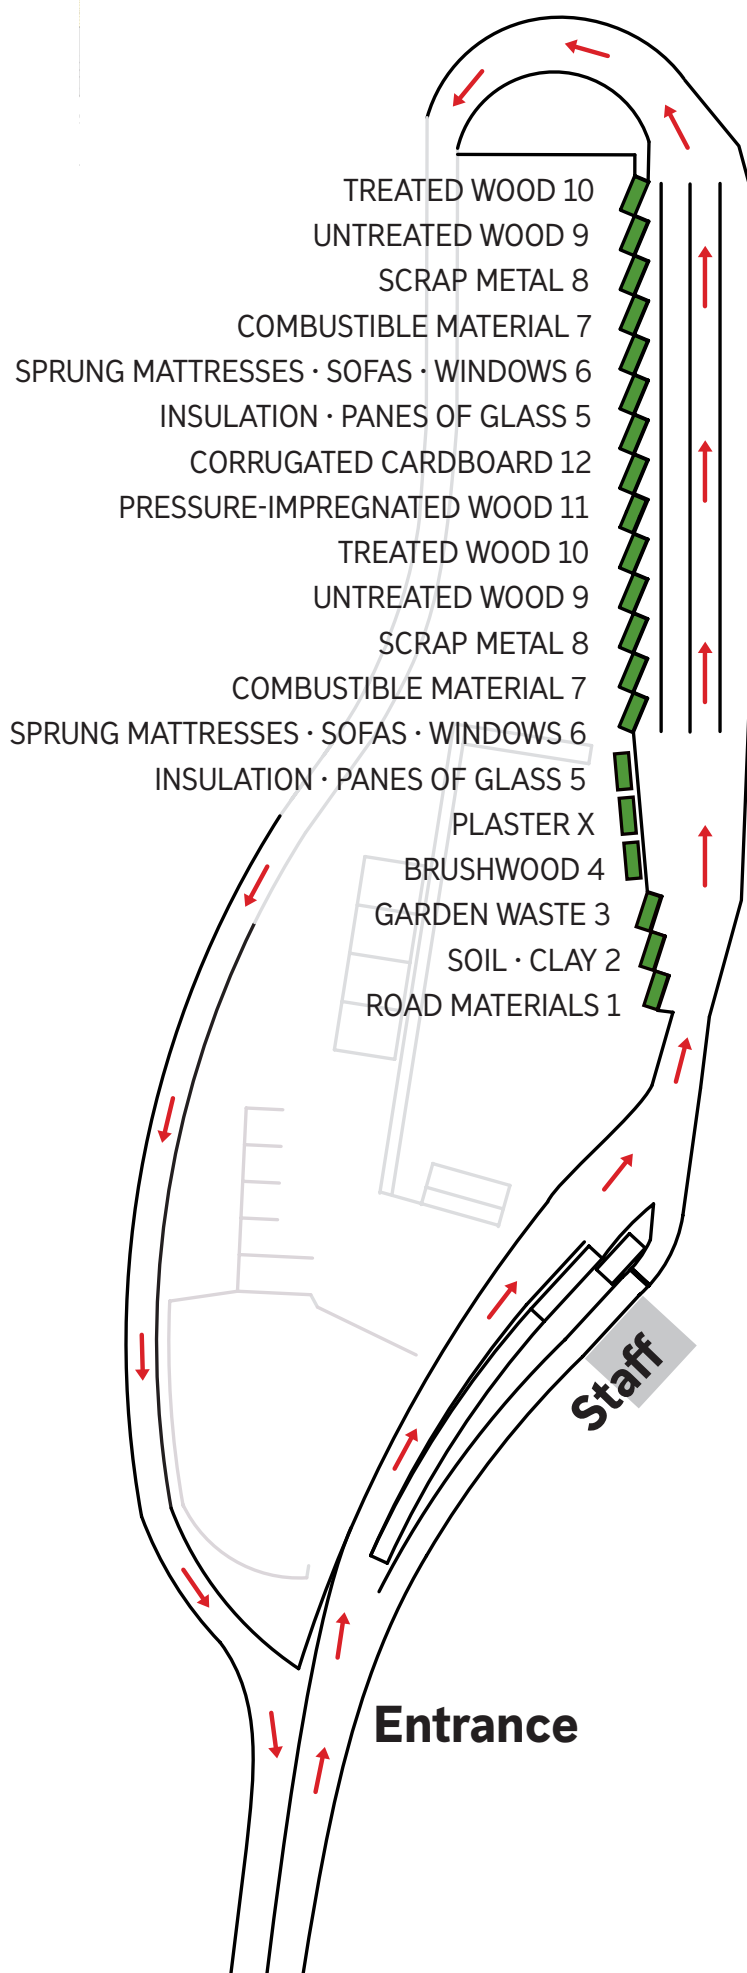 TREATED WOOD 10
UNTREATED WOOD 9
SCRAP METAL 8
COMBUSTIBLE MATERIAL 7
SPRUNG MATTRESSES · SOFAS · WINDOWS 6
INSULATION · PANES OF GLASS 5
CORRUGATED CARDBOARD 12
PRESSURE-IMPREGNATED WOOD 11
TREATED WOOD 10
UNTREATED WOOD 9
SCRAP METAL 8
COMBUSTIBLE MATERIAL 7
SPRUNG MATTRESSES · SOFAS · WINDOWS 6
INSULATION · PANES OF GLASS 5
PLASTER X
BRUSHWOOD 4
GARDEN WASTE 3
SOIL · CLAY 2
ROAD MATERIALS 1
Staff
Entrance